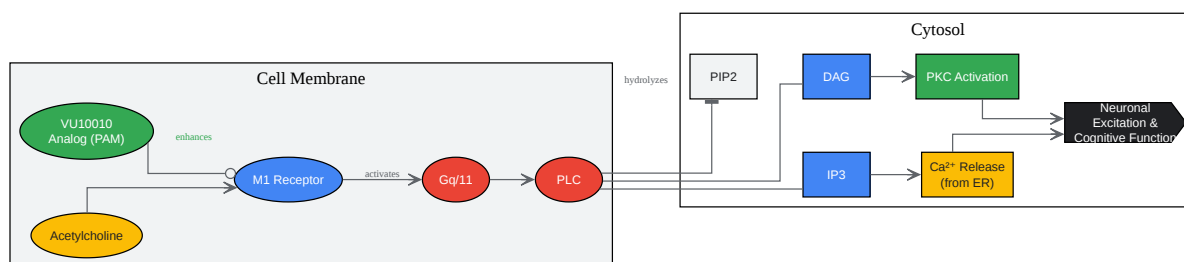 Cell Membrane
VU10010
Analog (PAM)
enhances
M1 Receptor
activates
Gq/11
PLC
Acetylcholine
hydrolyzes
Cytosol
PIP2
DAG
PKC Activation
IP3
Ca²⁺ Release
(from ER)
Neuronal
Excitation &
Cognitive Function